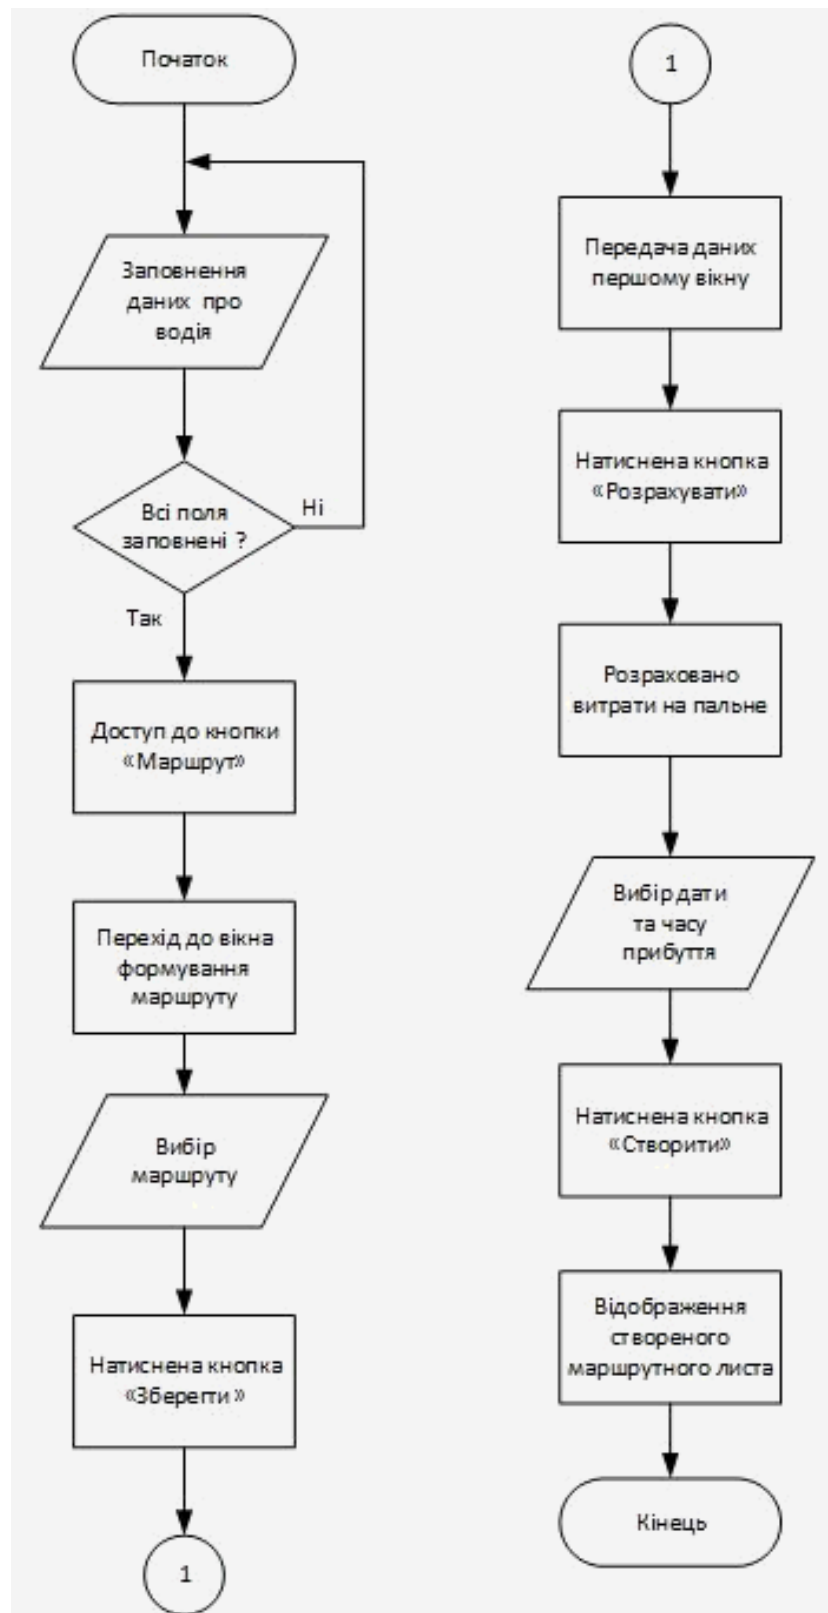 Початок
Заповнення
даних про
водія
Всі поля
заповнені ?
Ні
Так
Доступ до кнопки
«Маршрут»
Перехід до вікна
формування
маршруту
Вибір
маршруту
Натиснена кнопка
«Зберегти »
1
1
Передача даних
першому вікну
Натиснена кнопка
«Розрахувати»
Розраховано
витрати на пальне
Вибір дати
та часу
прибуття
Натиснена кнопка
«Створити»
Відображення
створеного
маршрутного листа
Кінець